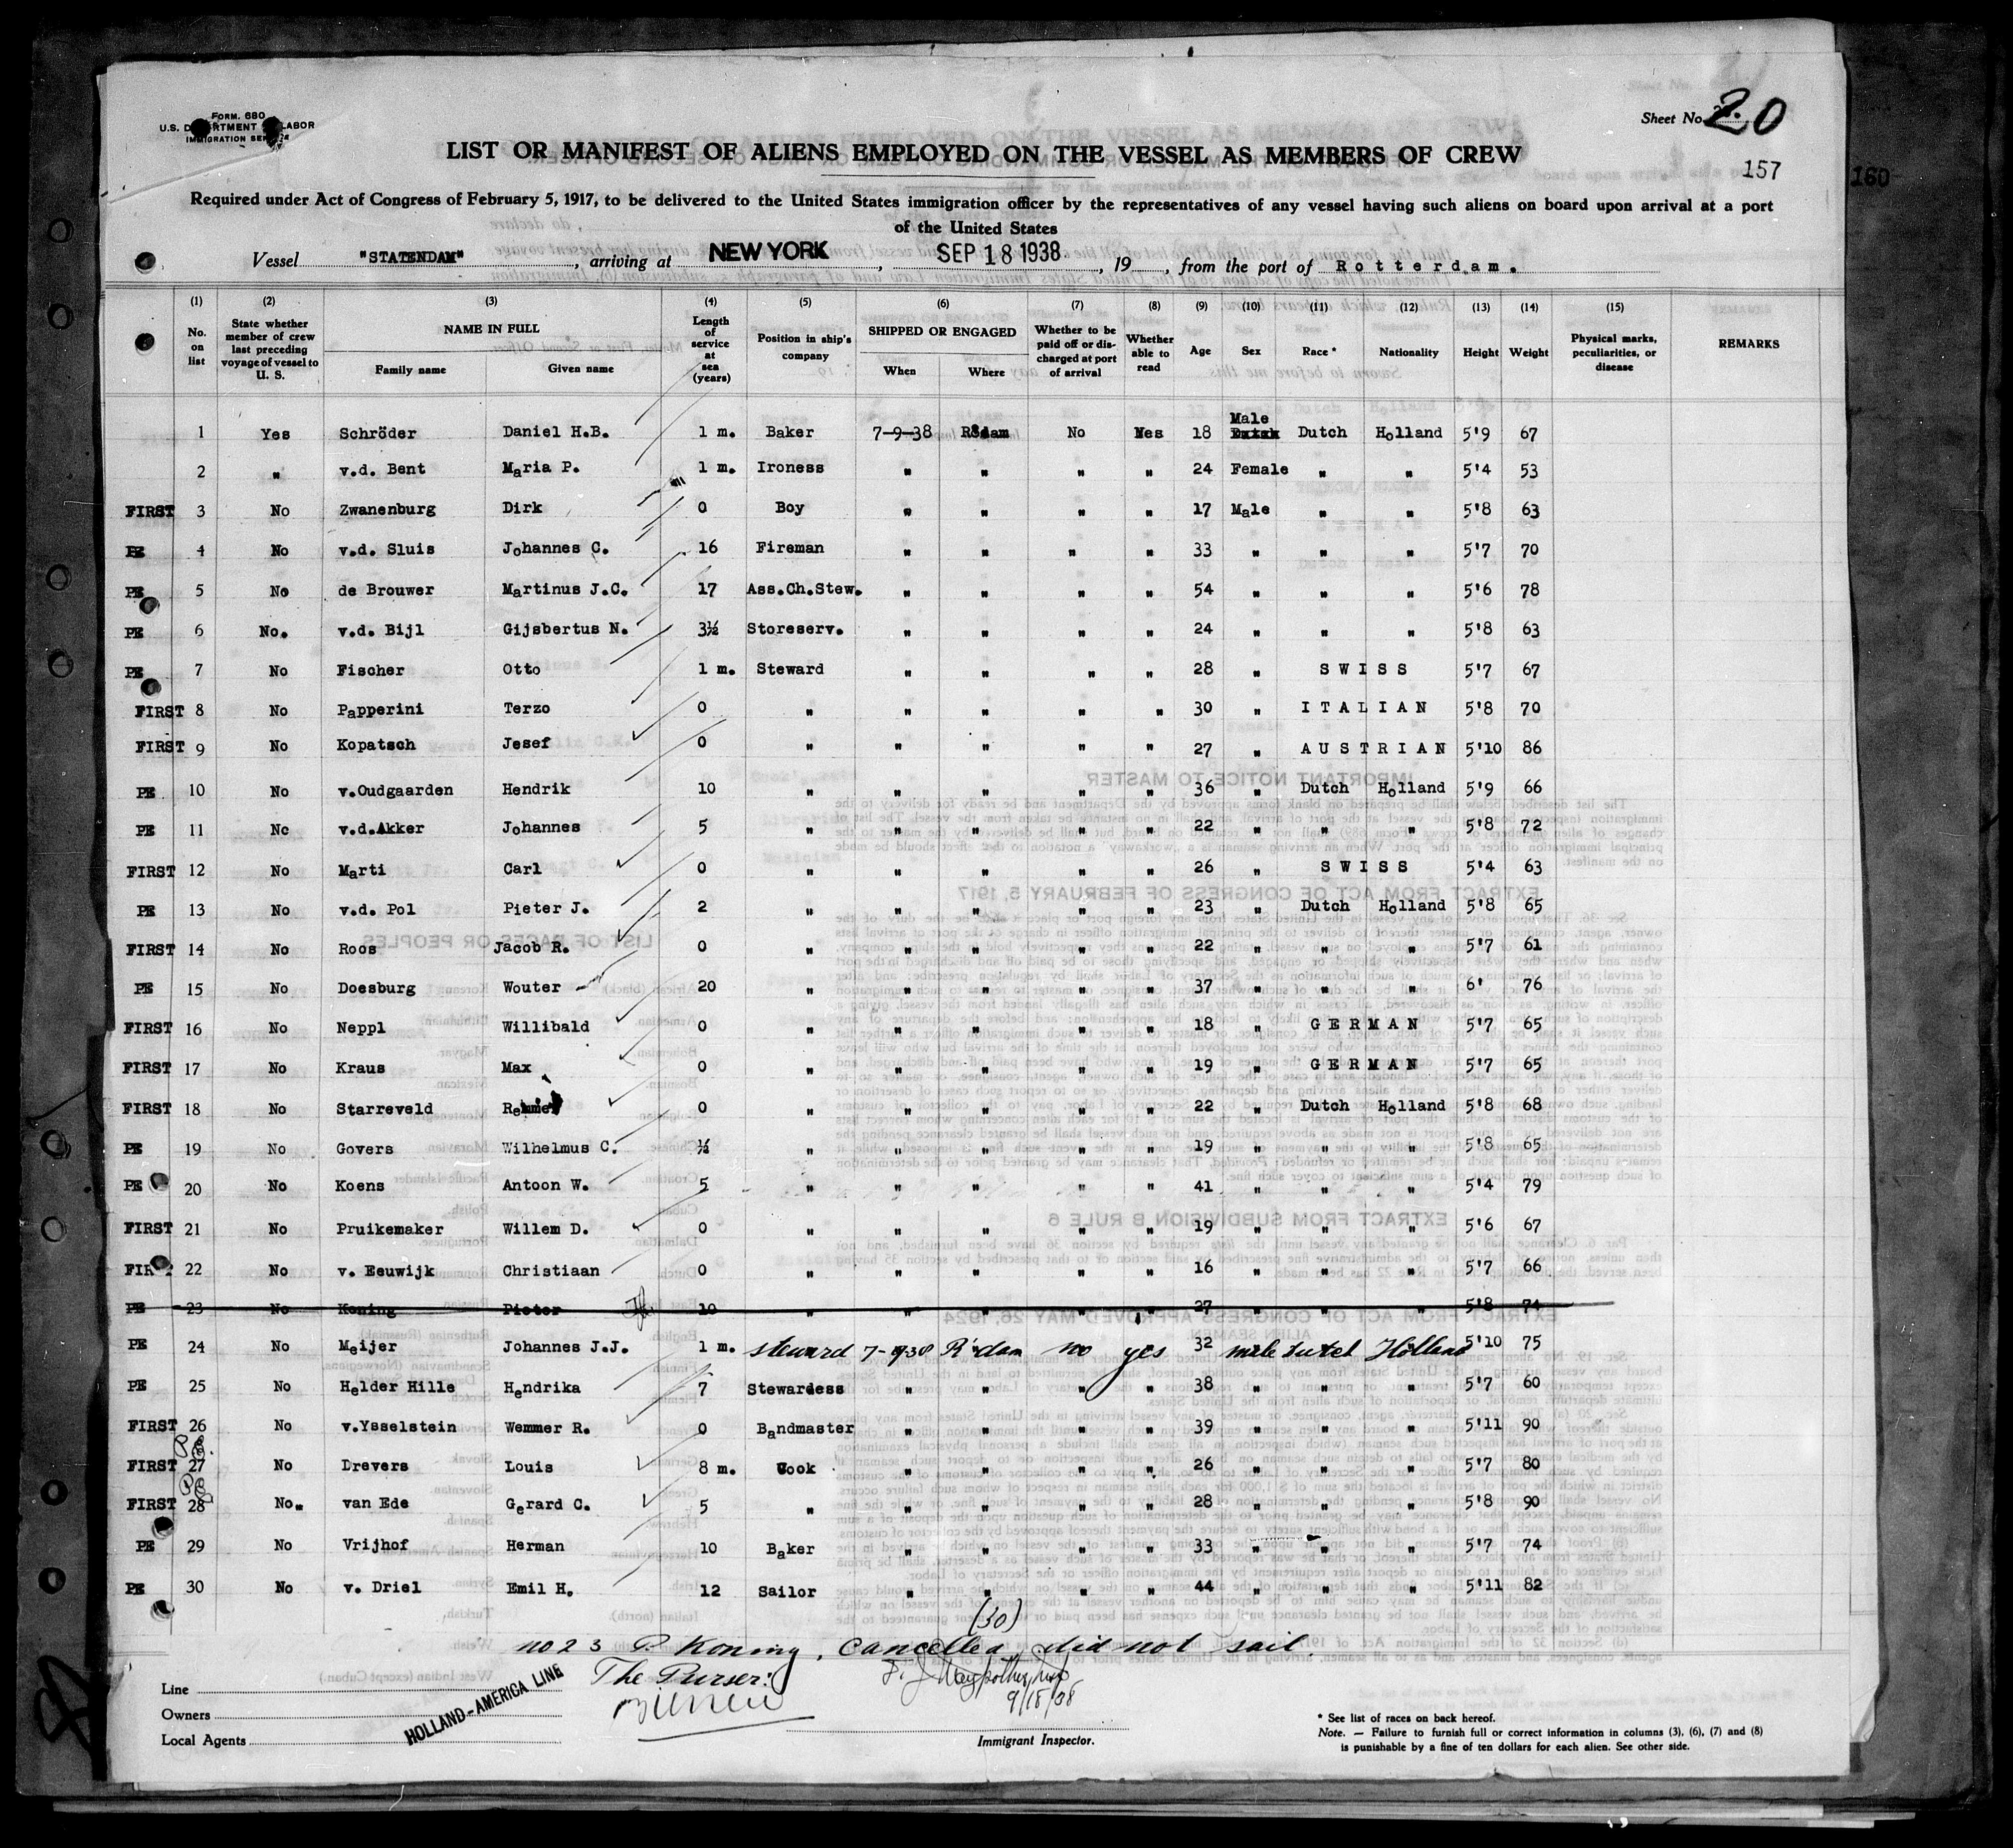 FORM. 680
U.S. DEPARTMENT OF LABOR
IMMIGRATION SERVICE
Sheet No. 20
LIST OR MANIFEST OF ALIENS EMPLOYED ON THE VESSEL AS MEMBERS OF CREW
157
160
Required under Act of Congress of February 5, 1917, to be delivered to the United States immigration officer by the representatives of any vessel having such aliens on board upon arrival at a port
of the United States
Vessel "STATENDAM", arriving at NEW YORK, SEP 18 1938, 19, from the port of Rotterdam.
(1) No. on list (2) State whether member of crew last preceding voyage of vessel to U. S. (3) NAME IN FULL Family name Given name (4) Length of service at sea (years) (5) Position in ship's company (6) SHIPPED OR ENGAGED When Where (7) Whether to be paid off or discharged at port of arrival (8) Whether able to read (9) Age (10) Sex (11) Race * (12) Nationality (13) Height (14) Weight (15) Physical marks, peculiarities, or disease REMARKS
1 Yes Schröder Daniel H.B. 1 m. Baker 7-9-38 R'dam No Yes 18 Male Dutch Holland 5'9 67
2 " v.d. Bent Maria P. 1 m. Ironess " " " " 24 Female " " 5'4 53
FIRST 3 No Zwanenburg Dirk 0 Boy " " " " 17 Male " " 5'8 63
PE 4 No v.d. Sluis Johannes C. 16 Fireman " " " " 33 " " " 5'7 70
PE 5 No de Brouwer Martinus J.C. 17 Ass.Ch.Stew. " " " " 54 " " " 5'6 78
PE 6 No. v.d. Bijl Gijsbertus N. 3½ Storeserv. " " " " 24 " " " 5'8 63
PE 7 No Fischer Otto 1 m. Steward " " " " 28 " SWISS 5'7 67
FIRST 8 No Papperini Terzo 0 " " " " " 30 " ITALIAN 5'8 70
FIRST 9 No Kopatsch Jesef 0 " " " " " 27 " AUSTRIAN 5'10 86
PE 10 No v.Oudgaarden Hendrik 10 " " " " " 36 " Dutch Holland 5'9 66
PE 11 No v.d.Akker Johannes 5 " " " " " 22 " " " 5'8 72
FIRST 12 No Marti Carl 0 " " " " " 26 " SWISS 5'4 63
PE 13 No v.d. Pol Pieter J. 2 " " " " " 23 " Dutch Holland 5'8 65
FIRST 14 No Roos Jacob R. 0 " " " " " 22 " " " 5'7 61
PE 15 No Doesburg Wouter 20 " " " " " 37 " " " 6' 76
FIRST 16 No Neppl Willibald 0 " " " " " 18 " GERMAN 5'7 65
FIRST 17 No Kraus Max 0 " " " " " 19 " GERMAN 5'7 65
FIRST 18 No Starreveld 0 " " " " " 22 " Dutch Holland 5'8 68
PE 19 No Govers Wilhelmus C. ½ " " " " " 19 " " " 5'8 65
PE 20 No Koens Antoon W. 5 " " " " " 41 " " " 5'4 79
FIRST 21 No Pruikemaker Willem D. 0 " " " " " 19 " " " 5'6 67
FIRST 22 No v. Eeuwijk Christiaan 0 " " " " " 16 " " " 5'7 66
PE 23 No Koning Pieter 10 " " " " " 27 " " " 5'8 74
PE 24 No Meijer Johannes J.J. 1 m. steward 7-9-38 R'dam no yes 32 male Dutch Holland 5'10 75
PE 25 No Helder Hille Hendrika 7 Stewardess " " " " 38 " " " 5'7 60
FIRST 26 No v.Ysselstein Wemmer R. 0 Bandmaster " " " " 39 " " " 5'11 90
P.E.
FIRST 27 No Drevers Louis 8 m. Cook " " " " 26 " " " 5'7 80
PE
FIRST 28 No. van Ede Gerard C. 5 " " " " " 28 " " " 5'8 90
PE 29 No Vrijhof Herman 10 Baker " " " " 33 " " " 5'7 74
PE 30 No v. Driel Emil H. 12 Sailor " " " " 44 " " " 5'11 82
(30)
no 23 P. Koning, Cancelled did not sail.
The Purser:
9/18/38
Line
Owners
Local Agents
HOLLAND-AMERICA LINE
Immigrant Inspector.
* See list of races on back hereof.
Note. — Failure to furnish full or correct information in columns (3), (6), (7) and (8)
is punishable by a fine of ten dollars for each alien. See other side.